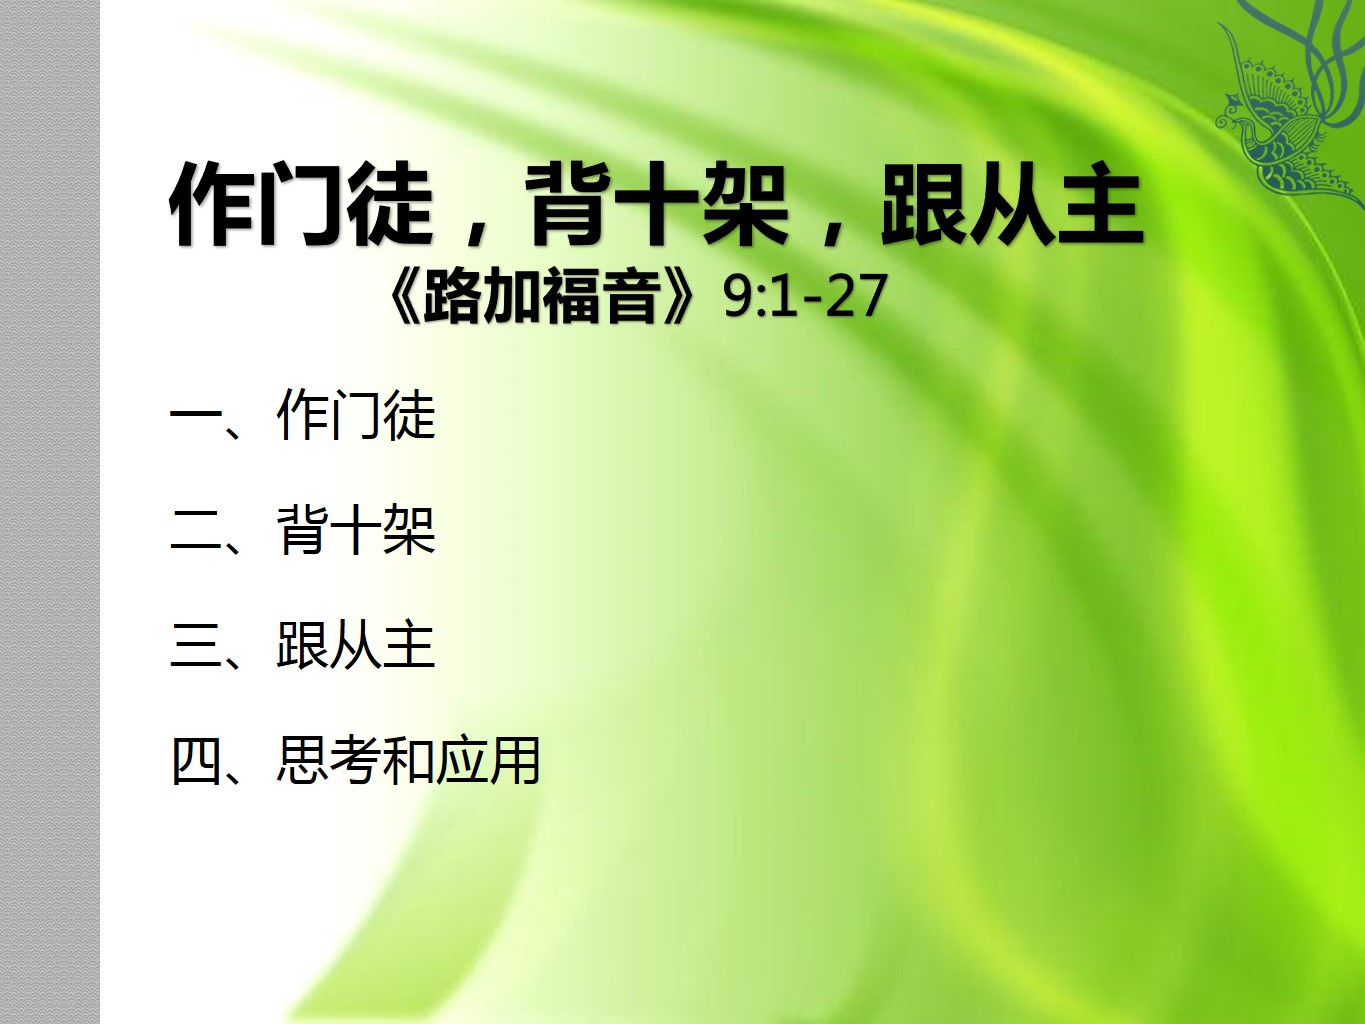 作门徒，背十架，跟从主
《路加福音》9:1-27
一、作门徒
二、背十架
三、跟从主
四、思考和应用